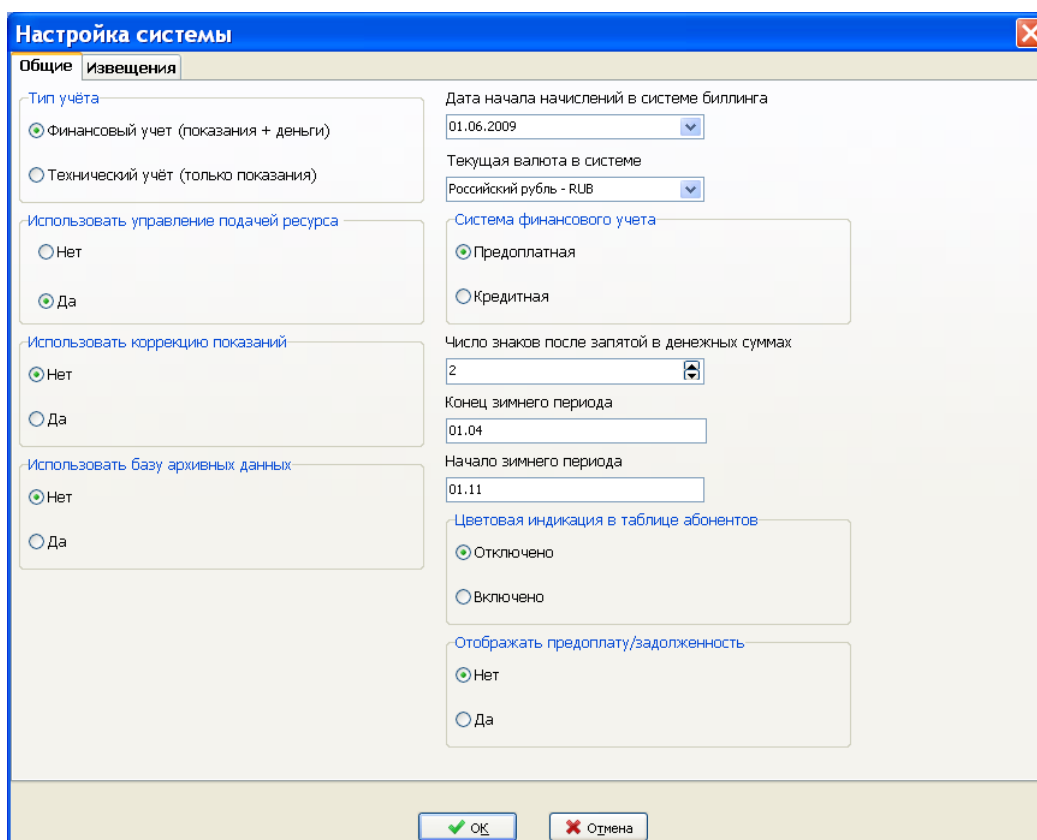 Настройка системы
Общие
Извещения
Тип учёта
Финансовый учет (показания + деньги)
Технический учёт (только показания)
Использовать управление подачей ресурса
Нет
Да
Использовать коррекцию показаний
Нет
Да
Использовать базу архивных данных
Нет
Да
Дата начала начислений в системе биллинга
01.06.2009
Текущая валюта в системе
Российский рубль - RUB
Система финансового учета
Предоплатная
Кредитная
Число знаков после запятой в денежных суммах
2
Конец зимнего периода
01.04
Начало зимнего периода
01.11
Цветовая индикация в таблице абонентов
Отключено
Включено
Отображать предоплату/задолженность
Нет
Да
OK
Отмена